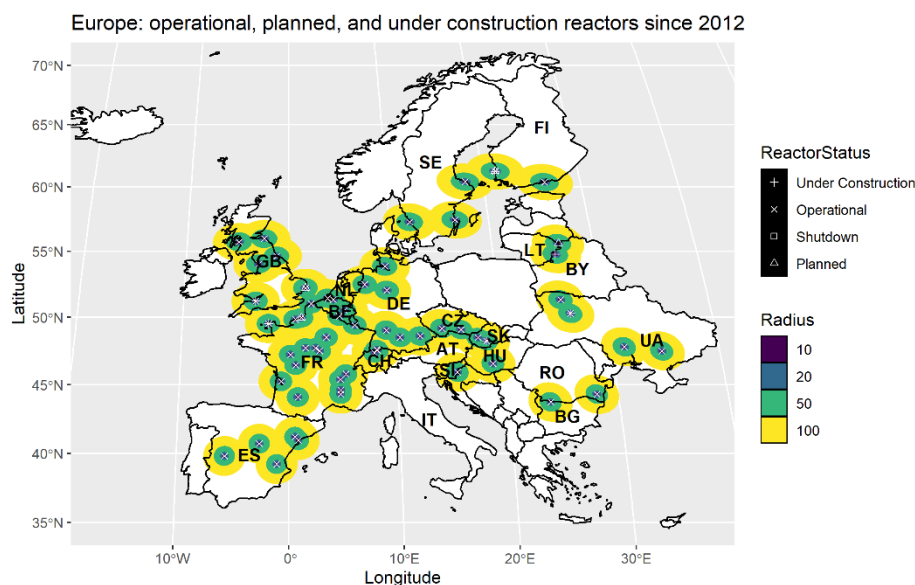 Europe: operational, planned, and under construction reactors since 2012
70°N
65°N
60°N
55°N
50°N
45°N
40°N
35°N
Latitude
FI
SE
LT
BY
GB
NL
DE
BE
CZ
SK
UA
FR
CH
AT
HU
SI
RO
BG
IT
ES
10°W
0°
10°E
20°E
30°E
Longitude
ReactorStatus
Under Construction
Operational
Shutdown
Planned
Radius
10
20
50
100